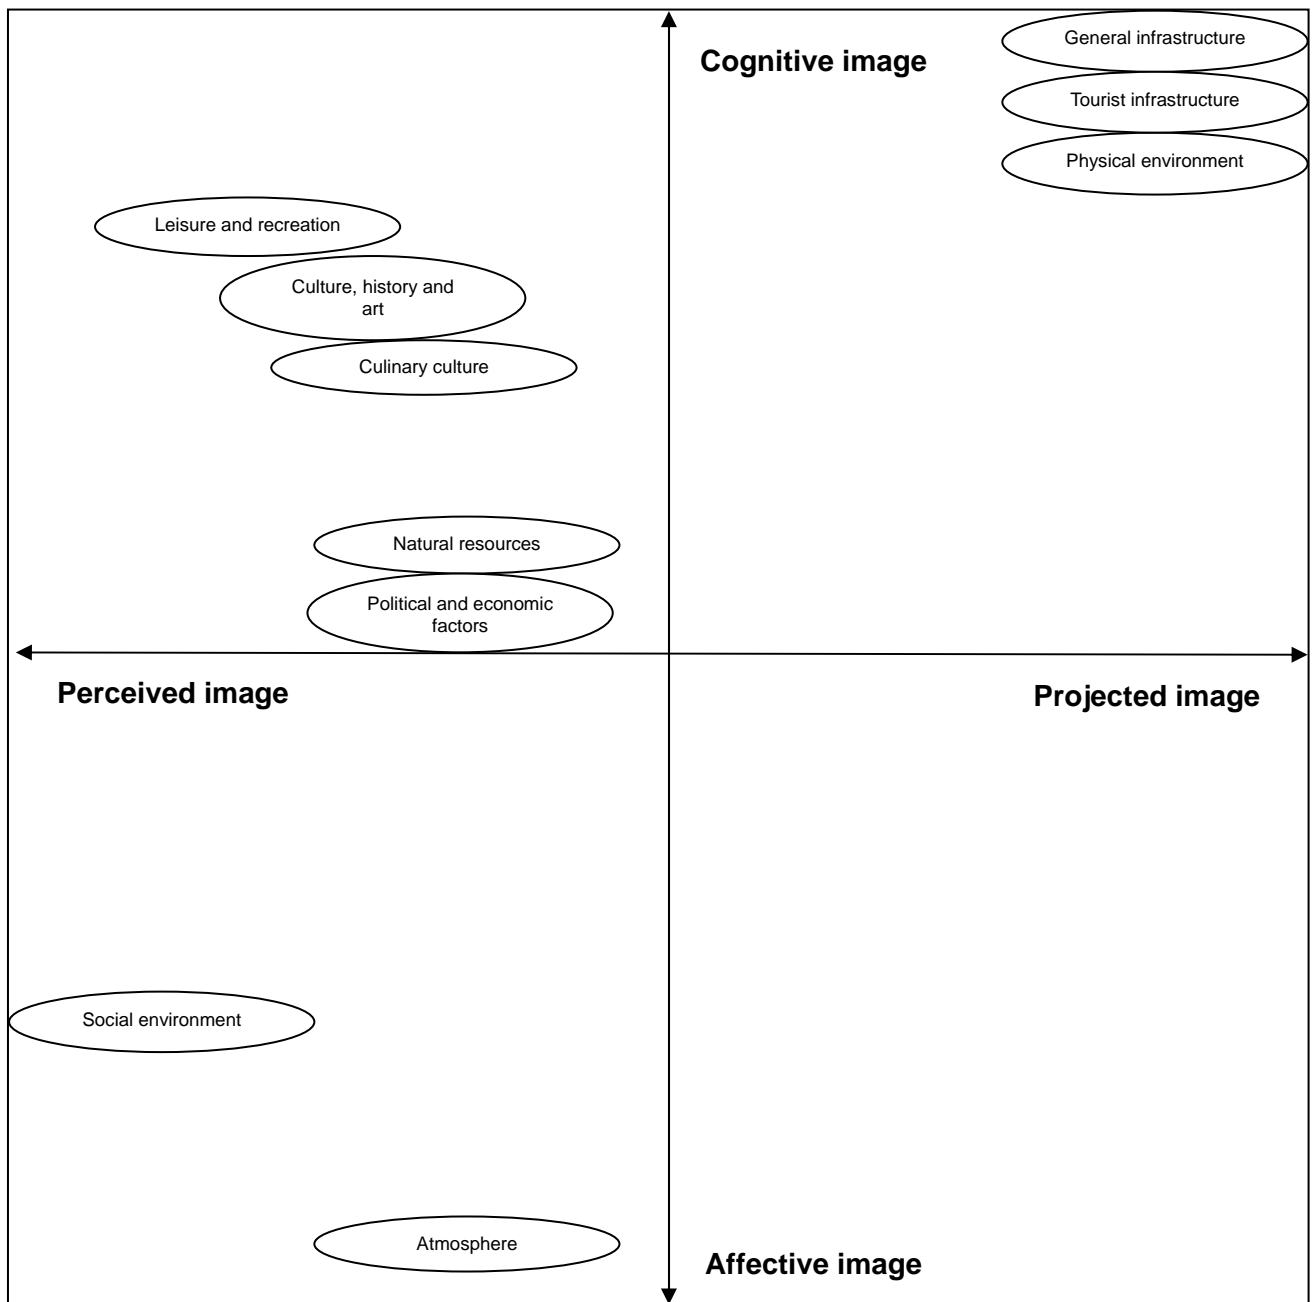 General infrastructure
Cognitive image
Tourist infrastructure
Physical environment
Leisure and recreation
Culture, history and
art
Culinary culture
Natural resources
Political and economic
factors
Perceived image
Projected image
Social environment
Atmosphere
Affective image